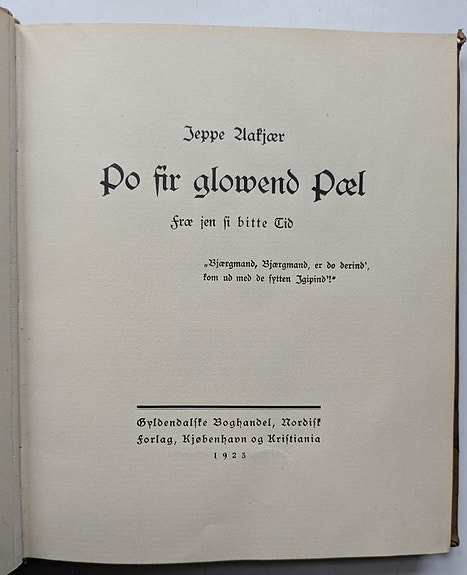 Jeppe Aakjær
Po fir glowend Pæl
Fræ jen si bitte Tid
„Bjærgmand, Bjærgmand, er do derind',
kom ud med de sytten Igipind'!“
Gyldendalske Boghandel, Nordisk
Forlag, Kjøbenhavn og Kristiania
1923